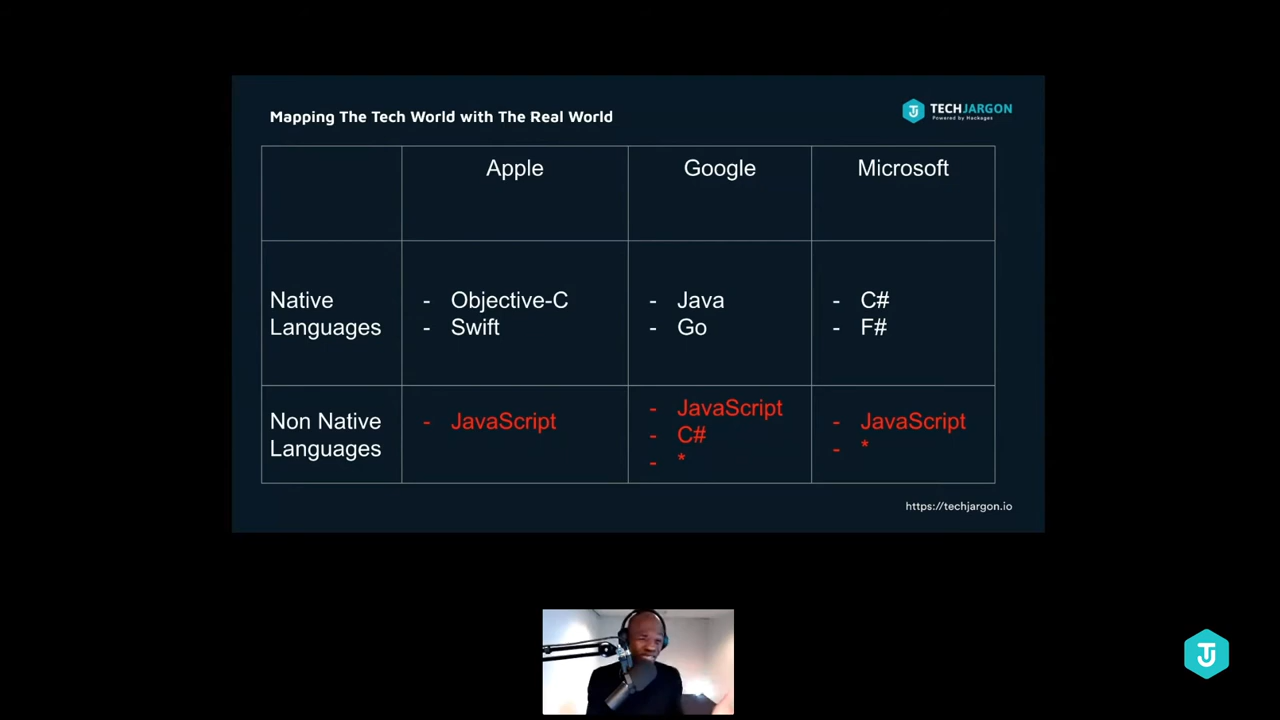 Mapping The Tech World with The Real World
TECHJARGON
Powered by Hackages
Apple
Google
Microsoft
Native
Languages
- Objective-C
- Swift
- Java
- Go
- C#
- F#
Non Native
Languages
- JavaScript
- JavaScript
- C#
- *
- JavaScript
- *
https://techjargon.io